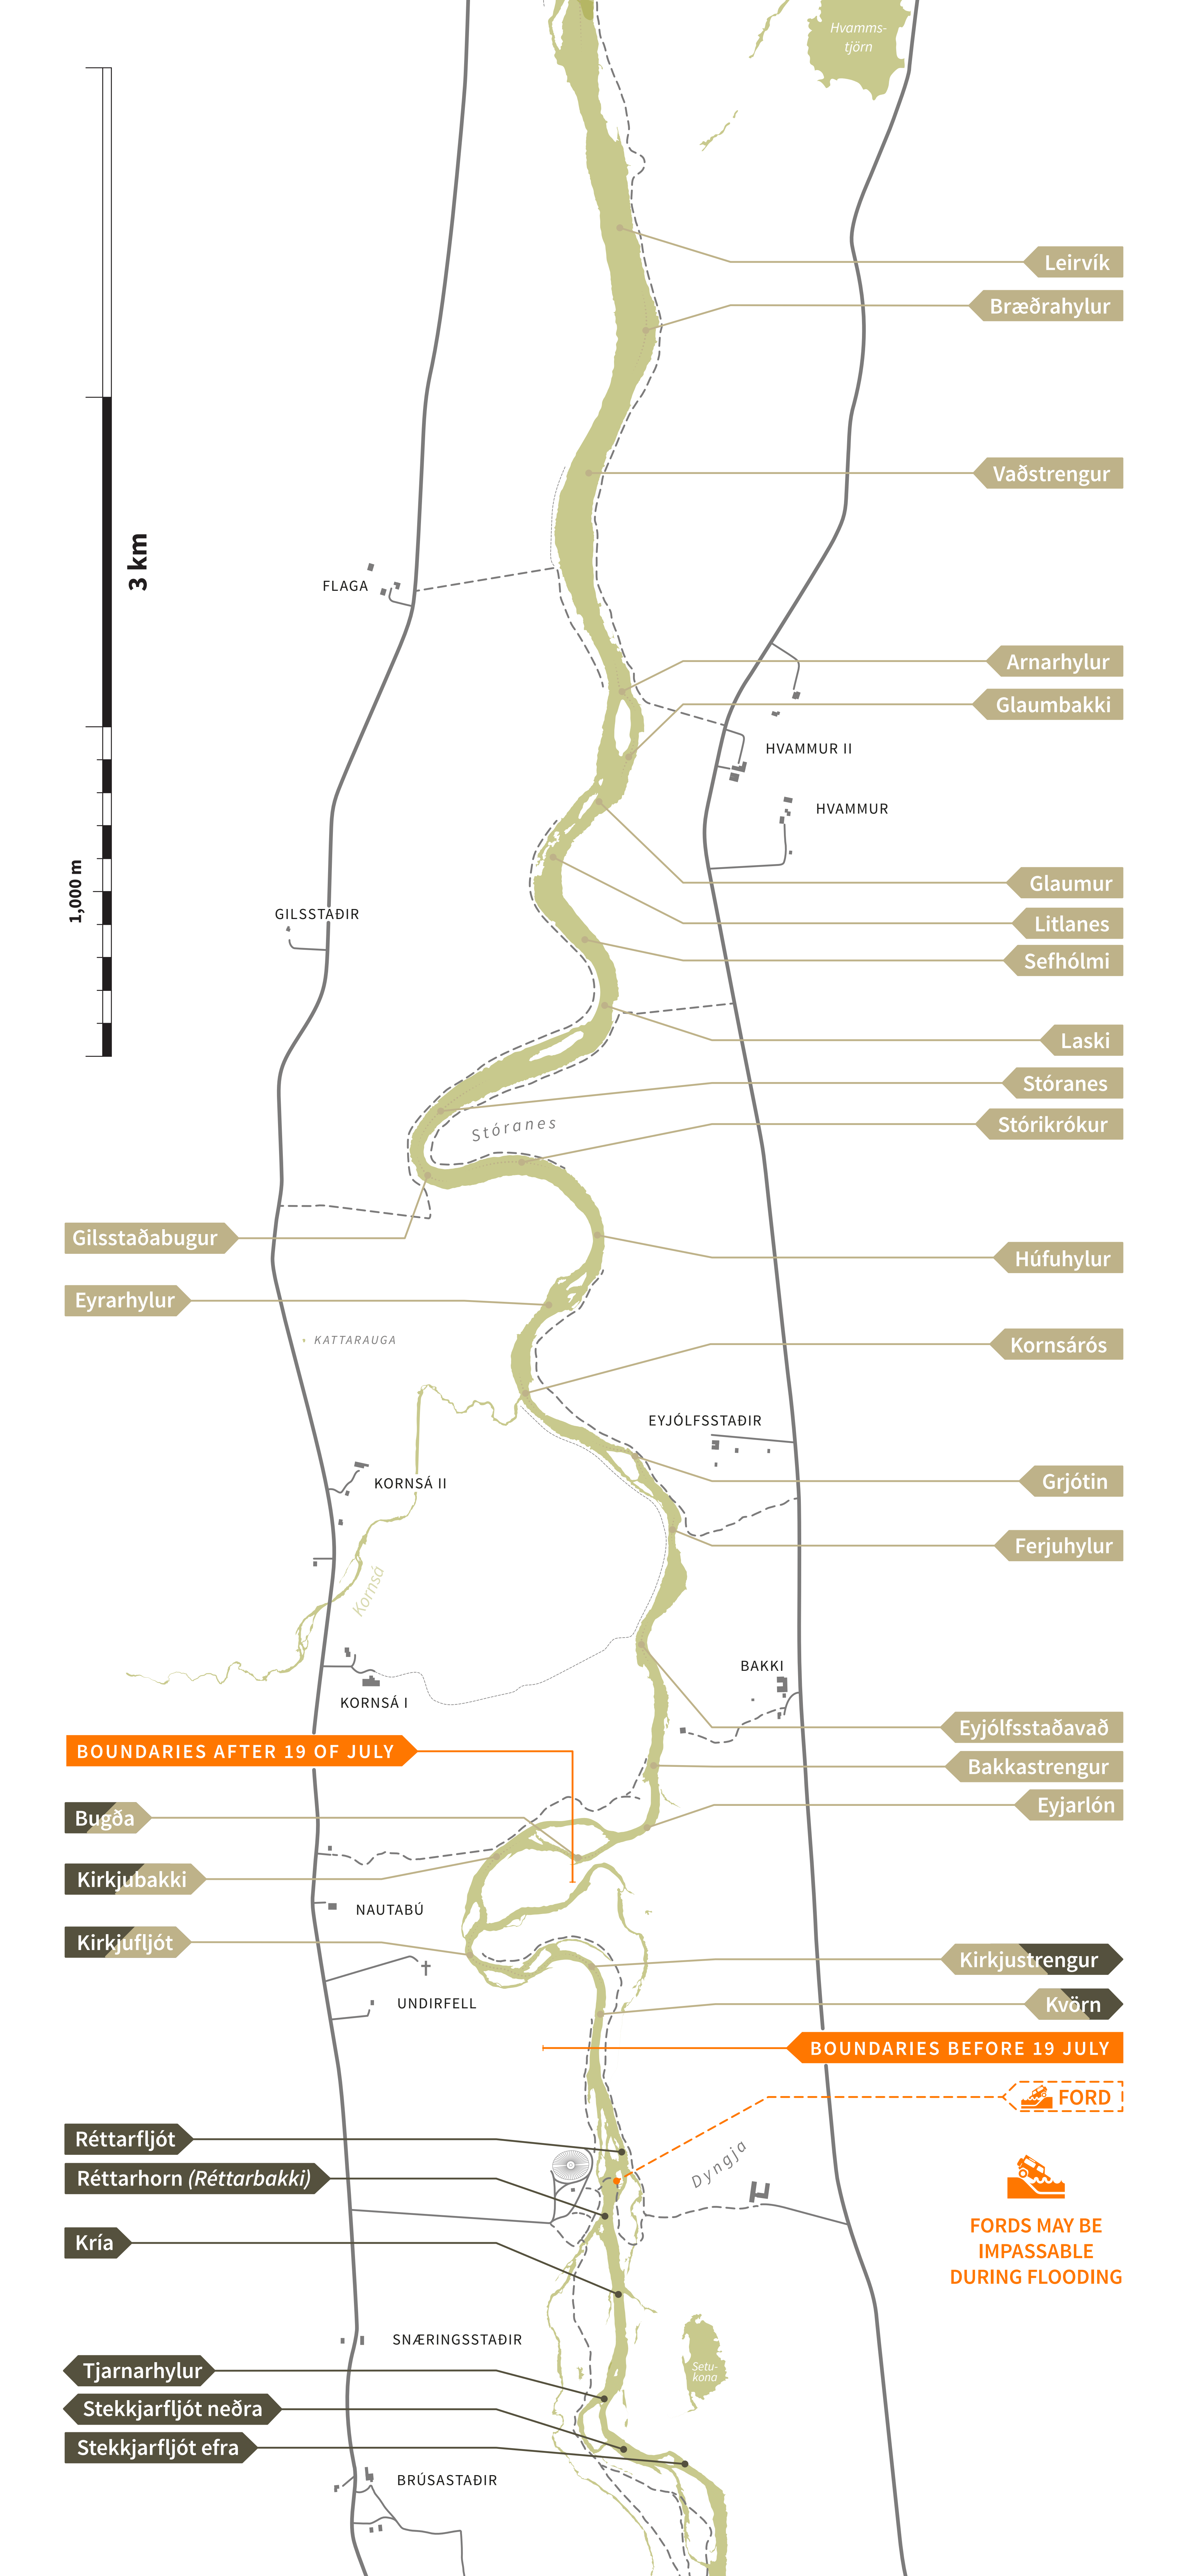 Hvamms-
tjörn
Leirvík
Bræðrahylur
Vaðstrengur
3 km
FLAGA
Arnarhylur
Glaumbakki
HVAMMUR II
HVAMMUR
1,000 m
Glaumur
GILSSTAÐIR
Litlanes
Sefhólmi
Laski
Stóranes
Stóranes
Stórikrókur
Gilsstaðabugur
Húfuhylur
Eyrarhylur
KATTARAUGA
Kornsárós
EYJÓLFSSTAÐIR
KORNSÁ II
Grjótin
Ferjuhylur
Kornsá
BAKKI
KORNSÁ I
Eyjólfsstaðavað
BOUNDARIES AFTER 19 OF JULY
Bakkastrengur
Eyjarlón
Bugða
Kirkjubakki
NAUTABÚ
Kirkjufljót
Kirkjustrengur
UNDIRFELL
Kvörn
BOUNDARIES BEFORE 19 JULY
FORD
Réttarfljót
Dyngja
Réttarhorn (Réttarbakki)
FORDS MAY BE
IMPASSABLE
DURING FLOODING
Kría
SNÆRINGSSTAÐIR
Tjarnarhylur
Setu-
kona
Stekkjarfljót neðra
Stekkjarfljót efra
BRÚSASTAÐIR